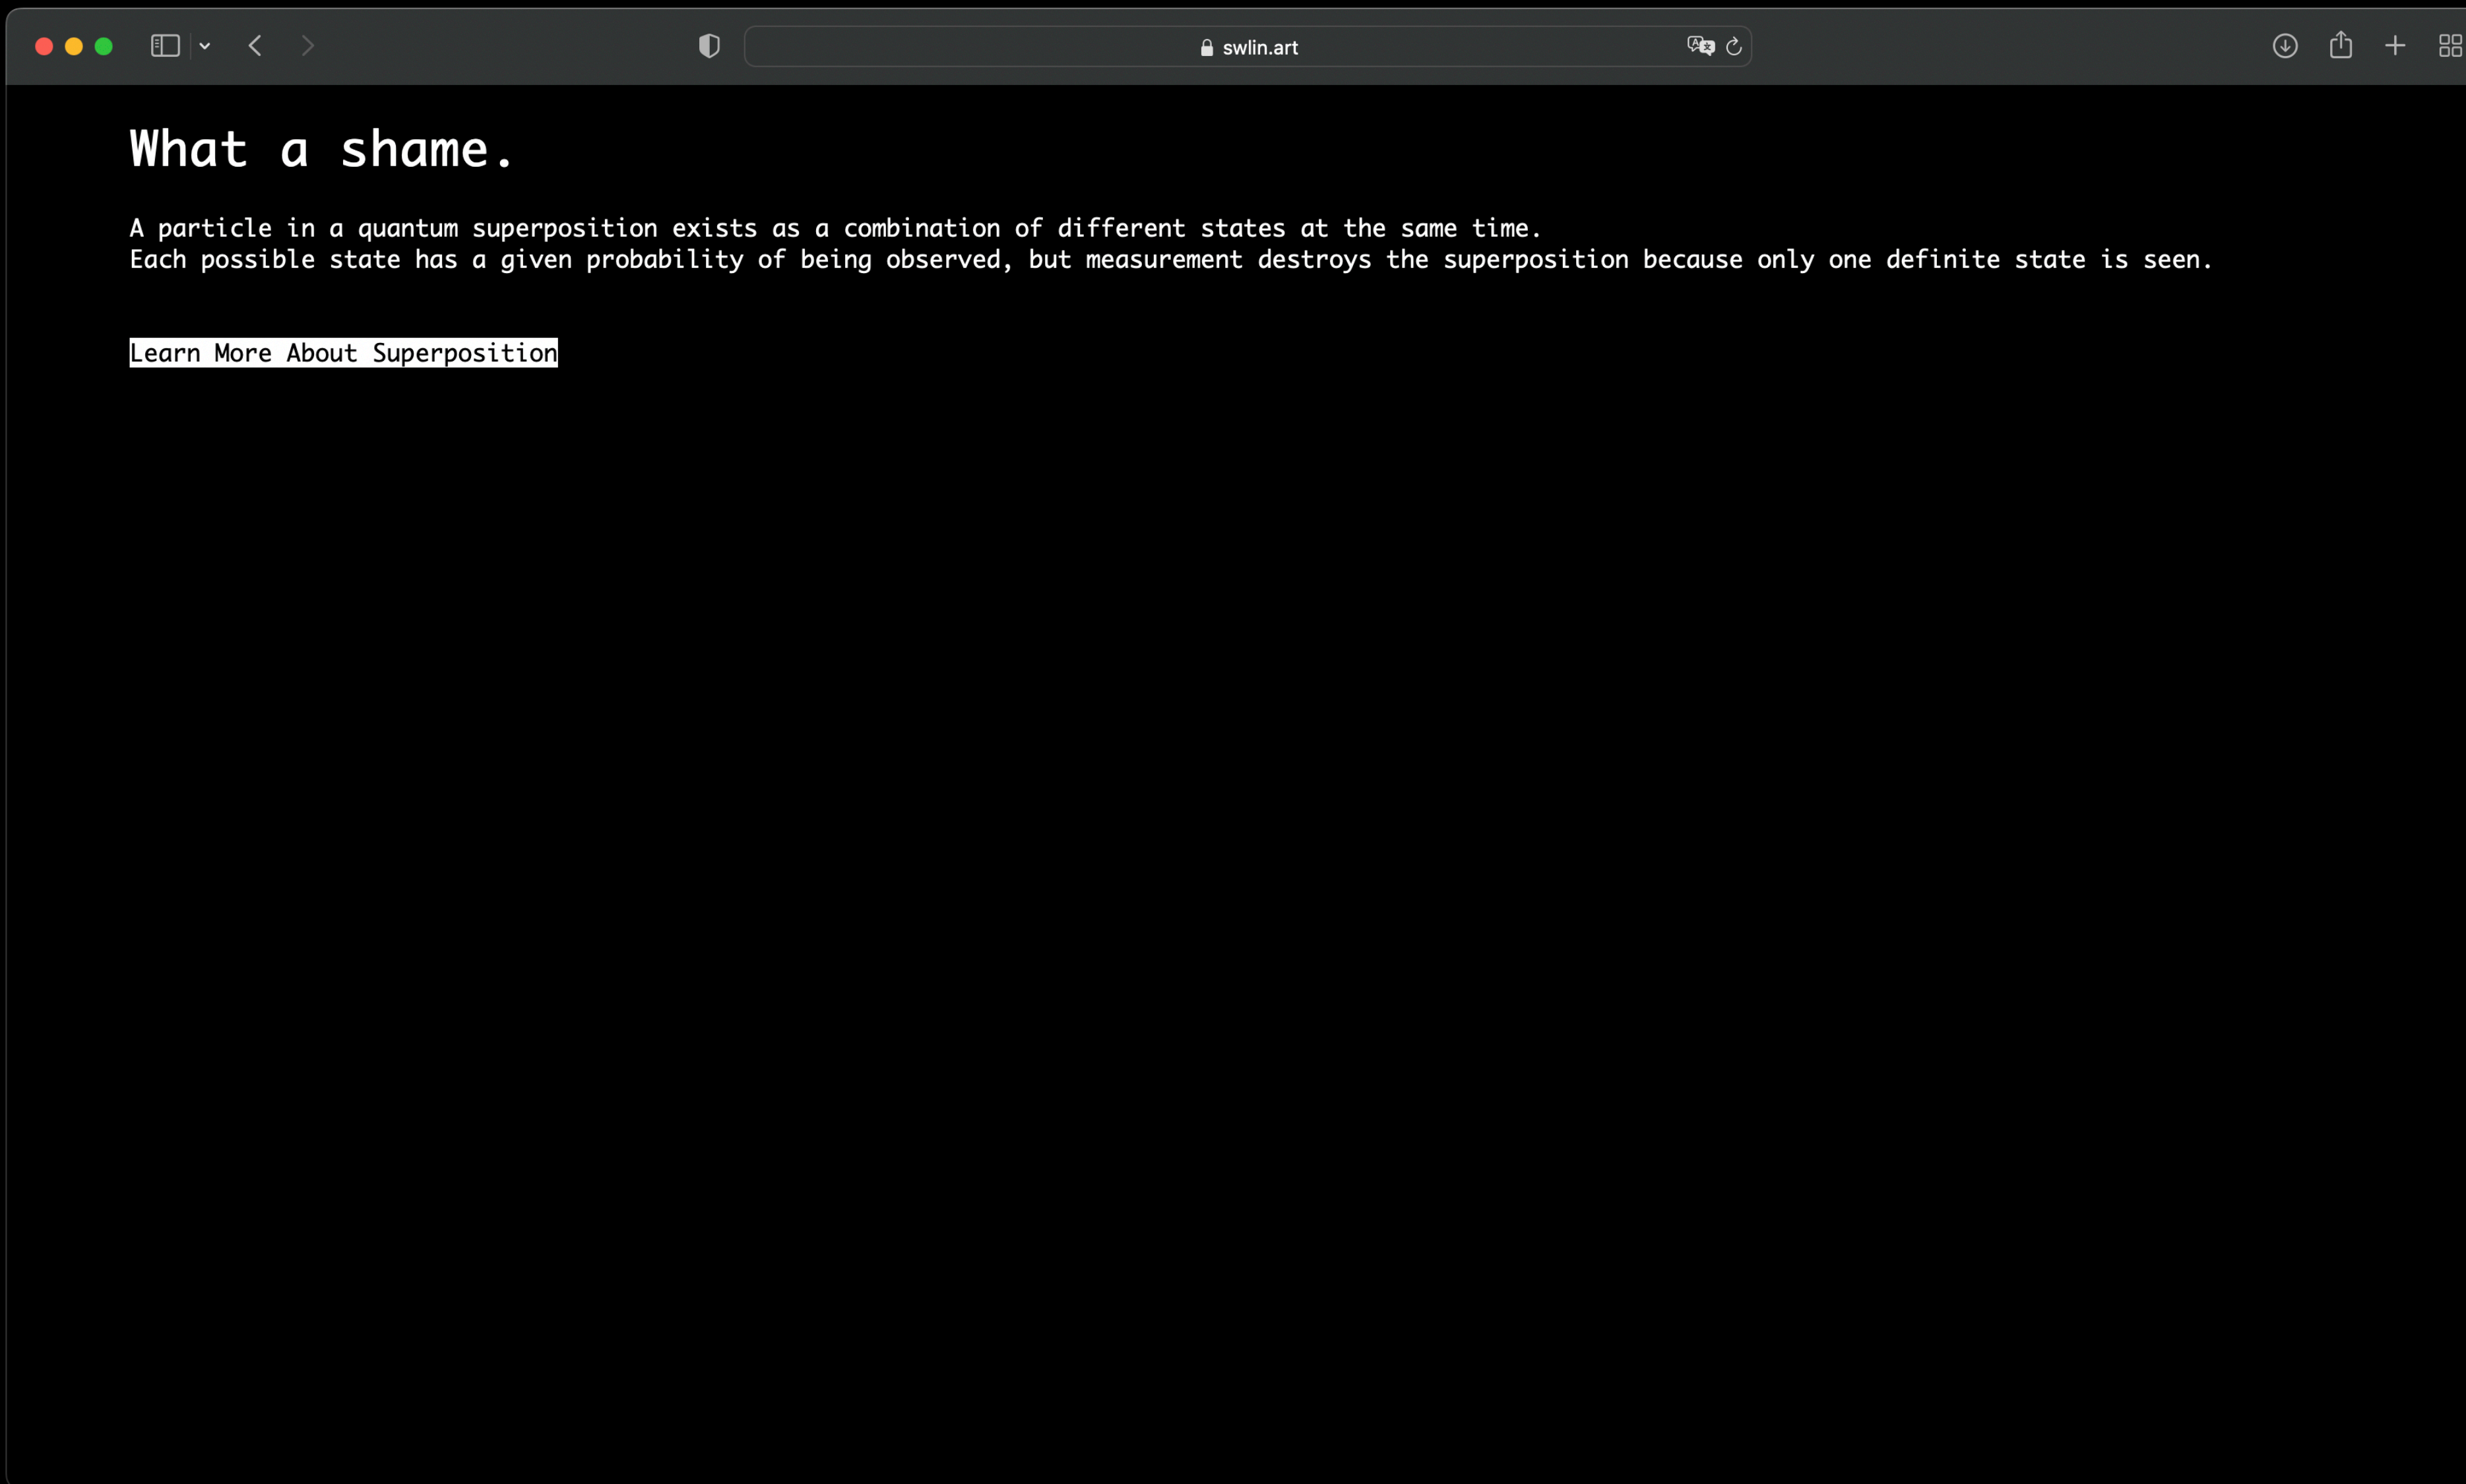 swlin.art
What a shame.
A particle in a quantum superposition exists as a combination of different states at the same time.
Each possible state has a given probability of being observed, but measurement destroys the superposition because only one definite state is seen.
Learn More About Superposition